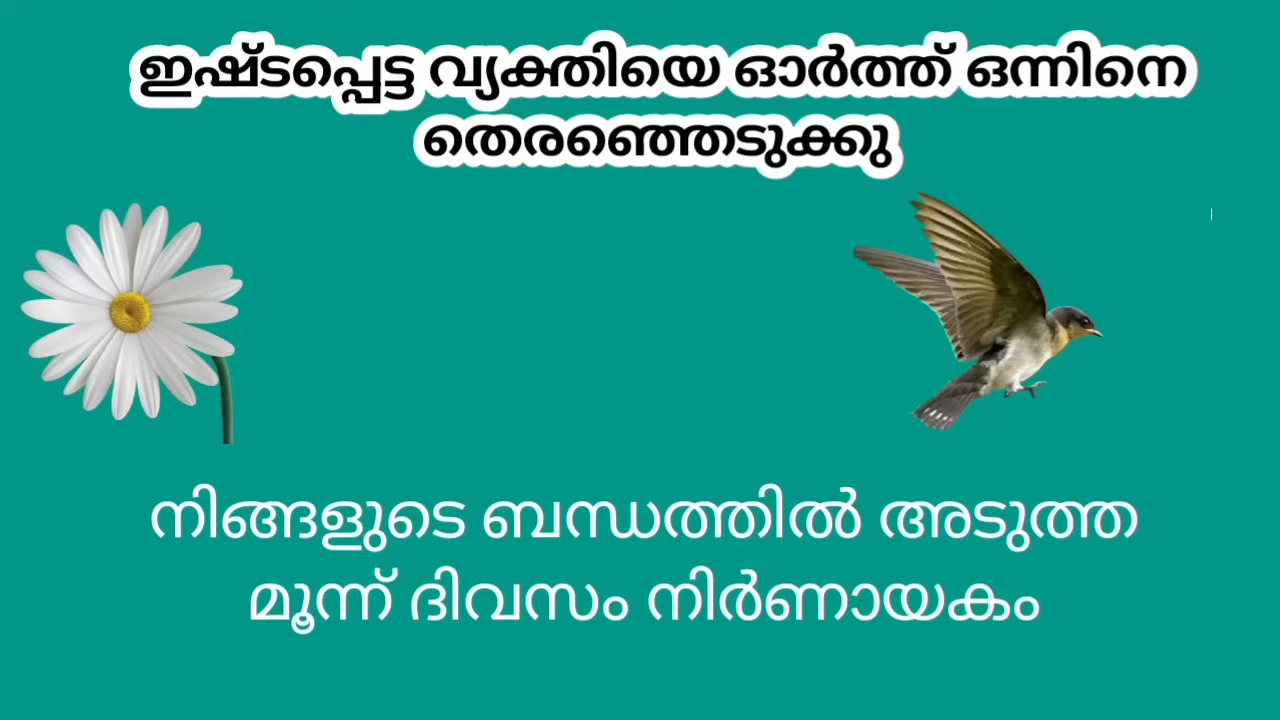 ഇഷ്ടപ്പെട്ട വ്യക്തിയെ ഓർത്ത് ഒന്നിനെ
തെരഞ്ഞെടുക്കു
നിങ്ങളുടെ ബന്ധത്തിൽ അടുത്ത
മൂന്ന് ദിവസം നിർണായകം